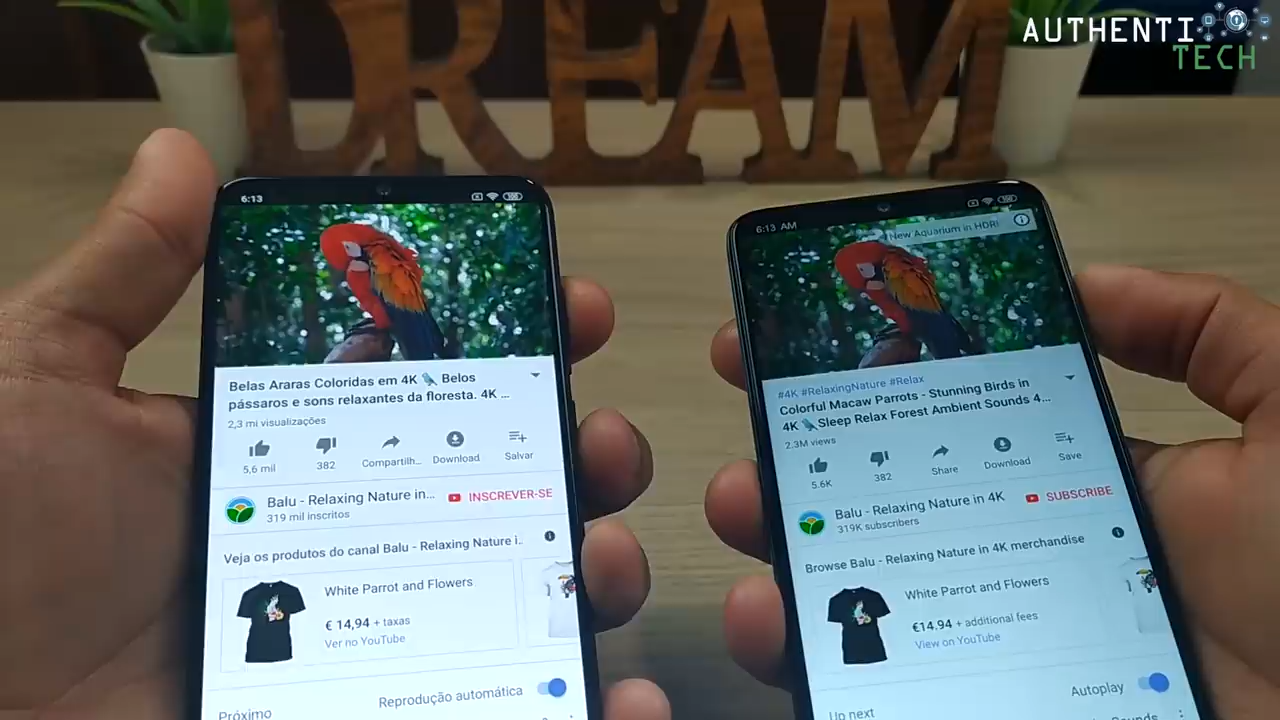 DREAM
AUTHENTI
TECH
6:13
Belas Araras Coloridas em 4K 🦜 Belos
pássaros e sons relaxantes da floresta. 4K ...
2,3 mi visualizações
5,6 mil
382
Compartilh...
Download
Salvar
Balu - Relaxing Nature in...
INSCREVER-SE
319 mil inscritos
Veja os produtos do canal Balu - Relaxing Nature i..
White Parrot and Flowers
€ 14,94 + taxas
Ver no YouTube
Reprodução automática
Próximo
6:13 AM
New Aquarium in HDR!
#4K #RelaxingNature #Relax
Colorful Macaw Parrots - Stunning Birds in
4K 🦜Sleep Relax Forest Ambient Sounds 4...
2.3M views
5.6K
382
Share
Download
Save
Balu - Relaxing Nature in 4K
SUBSCRIBE
319K subscribers
Browse Balu - Relaxing Nature in 4K merchandise
White Parrot and Flowers
€14.94 + additional fees
View on YouTube
Autoplay
Up next